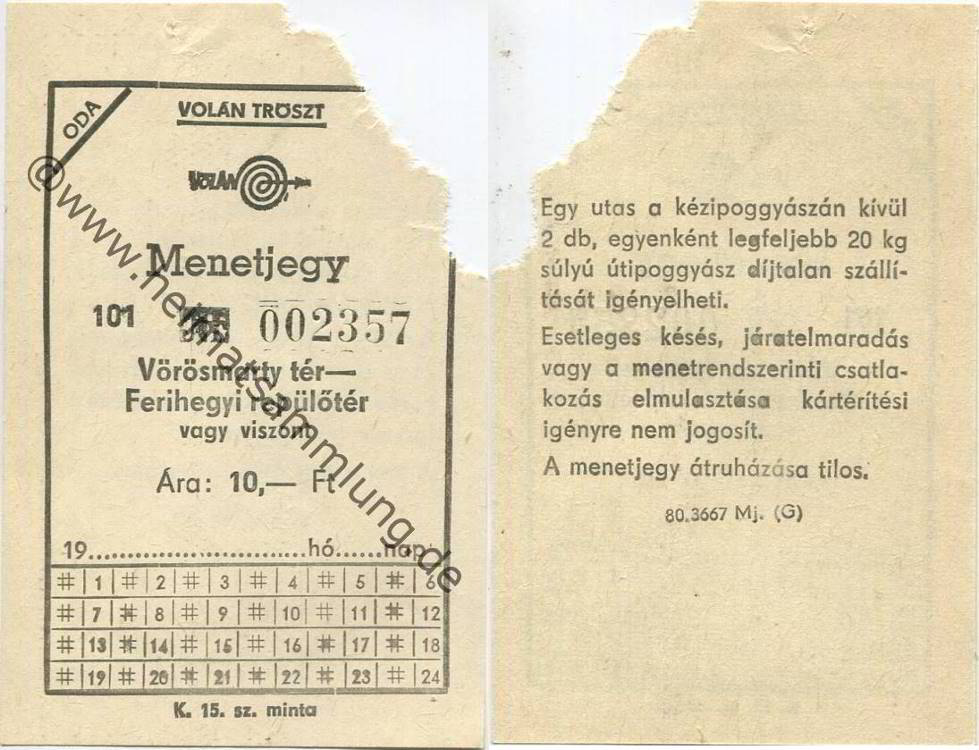 ODA
VOLÁN TRÖSZT
VOLÁN
Menetjegy
101 002357
Vörösmarty tér—
Ferihegyi repülőtér
vagy viszont
Ára: 10,— Ft
19..............................hó......nap
# 1 # 2 # 3 # 4 # 5 # 6
# 7 # 8 # 9 # 10 # 11 # 12
# 13 # 14 # 15 # 16 # 17 # 18
# 19 # 20 # 21 # 22 # 23 # 24
K. 15. sz. minta
@www.heimatsammlung.de
Egy utas a kézipoggyászán kívül
2 db, egyenként legfeljebb 20 kg
súlyú útipoggyász díjtalan szállí-
tását igényelheti.
Esetleges késés, járatelmaradás
vagy a menetrendszerinti csatla-
kozás elmulasztása kártérítési
igényre nem jogosít.
A menetjegy átruházása tilos.
80.3667 Mj. (G)